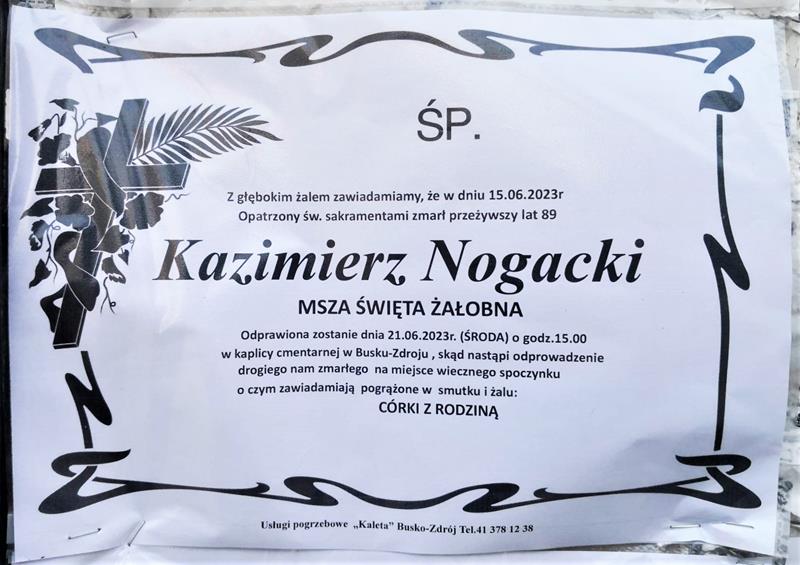 ŚP.
Z głębokim żalem zawiadamiamy, że w dniu 15.06.2023r
Opatrzony św. sakramentami zmarł przeżywszy lat 89
Kazimierz Nogacki
MSZA ŚWIĘTA ŻAŁOBNA
Odprawiona zostanie dnia 21.06.2023r. (ŚRODA) o godz.15.00
w kaplicy cmentarnej w Busku-Zdroju , skąd nastąpi odprowadzenie
drogiego nam zmarłego na miejsce wiecznego spoczynku
o czym zawiadamiają pogrążone w smutku i żalu:
CÓRKI Z RODZINĄ
Usługi pogrzebowe „Kaleta" Busko-Zdrój Tel.41 378 12 38